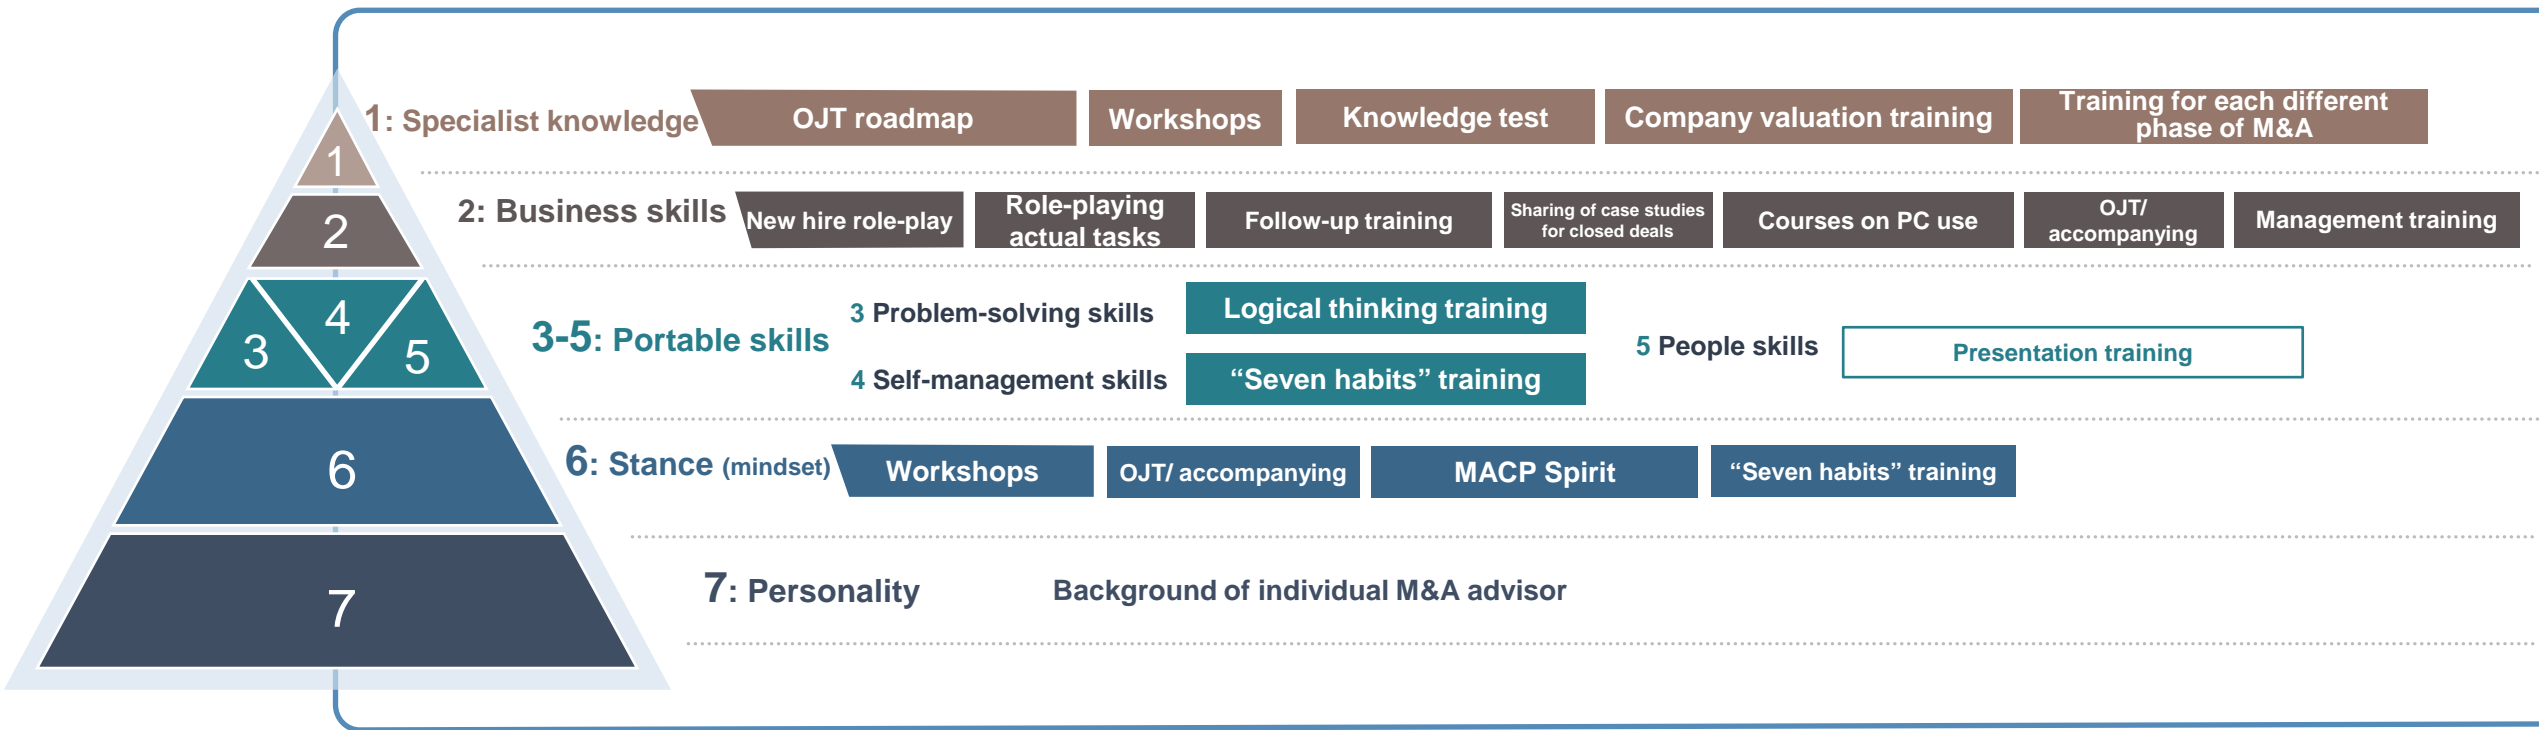 1: Specialist knowledge
OJT roadmap
Workshops
Knowledge test
Company valuation training
Training for each different
phase of M&A
1
2: Business skills
New hire role-play
Role-playing
actual tasks
Follow-up training
Sharing of case studies
for closed deals
Courses on PC use
OJT/
accompanying
Management training
2
3-5: Portable skills
3 Problem-solving skills
Logical thinking training
4 Self-management skills
“Seven habits” training
5 People skills
Presentation training
3
4
5
6: Stance (mindset)
Workshops
OJT/ accompanying
MACP Spirit
“Seven habits” training
6
7: Personality
Background of individual M&A advisor
7